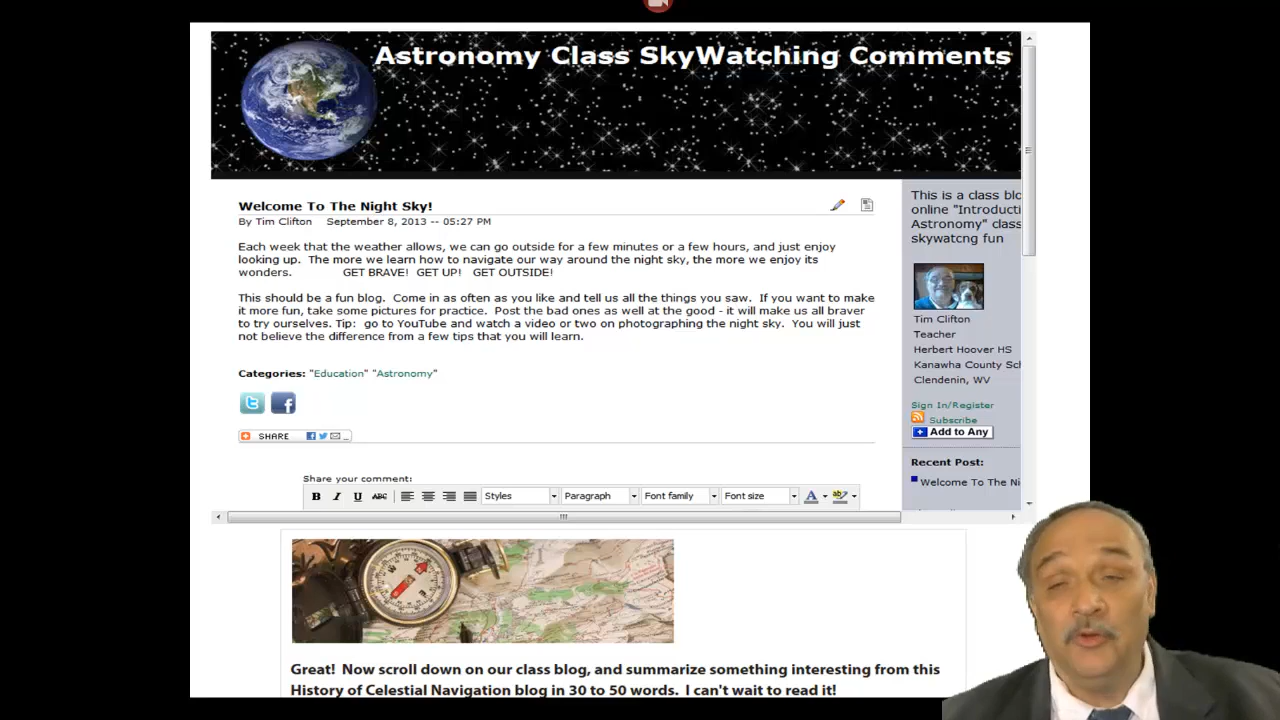 Astronomy Class SkyWatching Comments
Welcome To The Night Sky!
By Tim Clifton September 8, 2013 -- 05:27 PM
Each week that the weather allows, we can go outside for a few minutes or a few hours, and just enjoy
looking up. The more we learn how to navigate our way around the night sky, the more we enjoy its
wonders. GET BRAVE! GET UP! GET OUTSIDE!
This should be a fun blog. Come in as often as you like and tell us all the things you saw. If you want to make
it more fun, take some pictures for practice. Post the bad ones as well at the good - it will make us all braver
to try ourselves. Tip: go to YouTube and watch a video or two on photographing the night sky. You will just
not believe the difference from a few tips that you will learn.
Categories: "Education" "Astronomy"
SHARE
Share your comment:
B I U ABC Styles Paragraph Font family Font size A ab
This is a class blo
online "Introducti
Astronomy" class
skywatcng fun
Tim Clifton
Teacher
Herbert Hoover HS
Kanawha County Sch
Clendenin, WV
Sign In/Register
Subscribe
Add to Any
Recent Post:
Welcome To The Ni
Great! Now scroll down on our class blog, and summarize something interesting from this
History of Celestial Navigation blog in 30 to 50 words. I can't wait to read it!